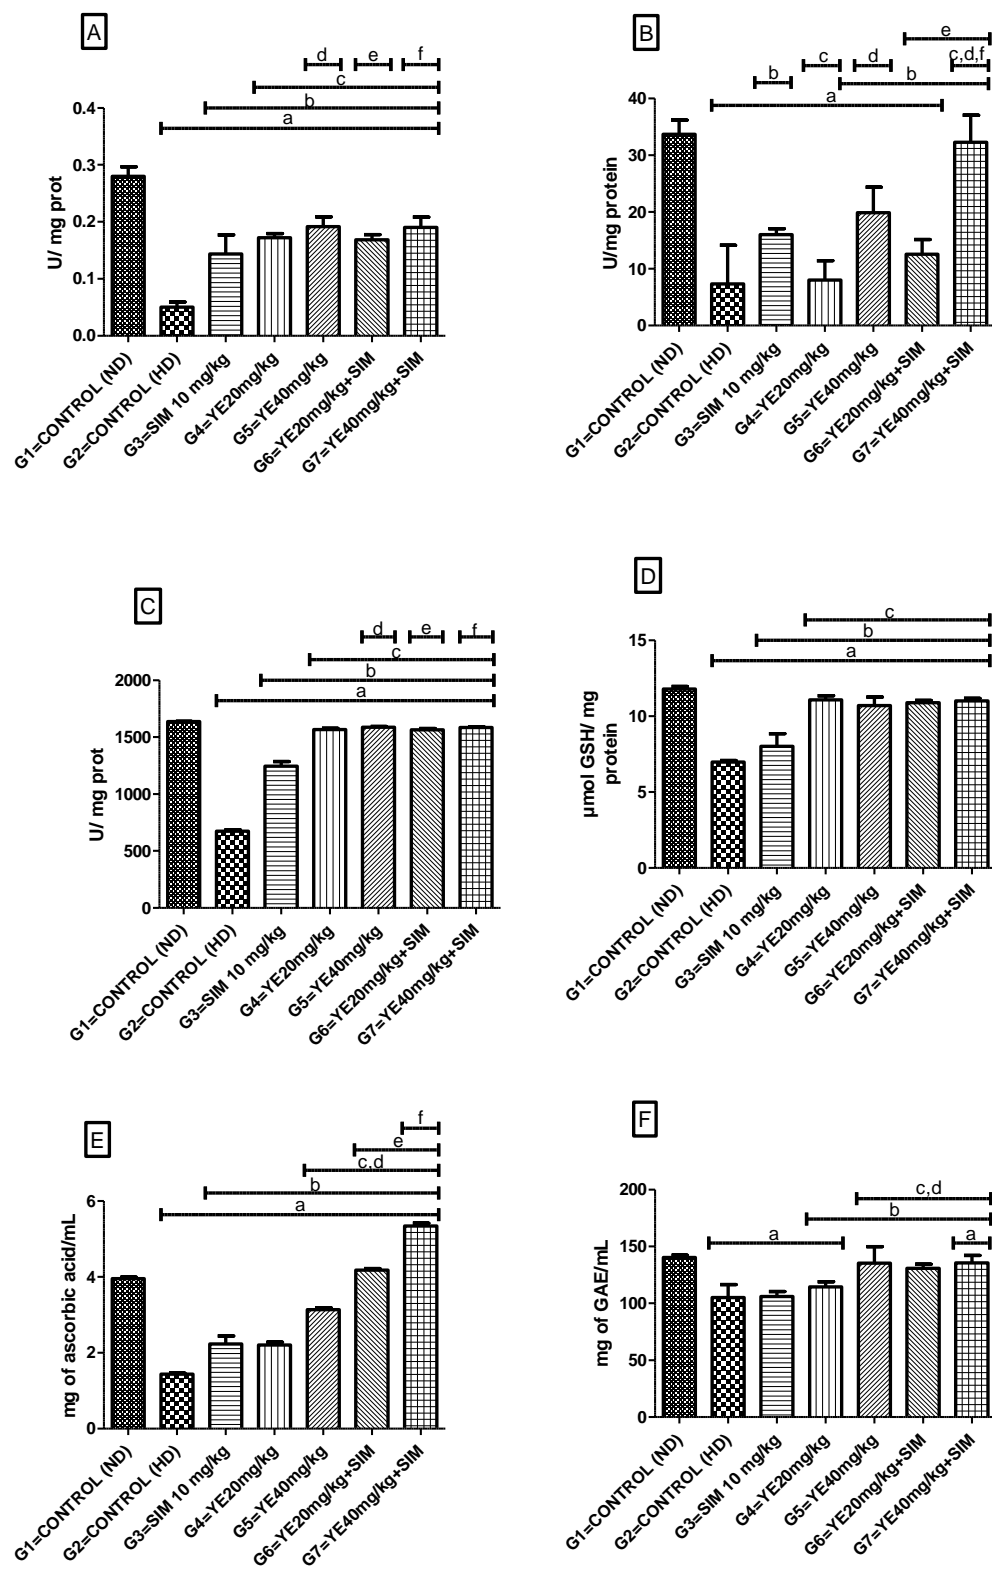 A
d e f
c
b
a
0.4
0.3
0.2
0.1
0.0
U/ mg prot
G1=CONTROL (ND)
G2=CONTROL (HD)
G3=SIM 10 mg/kg
G4=YE20mg/kg
G5=YE40mg/kg
G6=YE20mg/kg+SIM
G7=YE40mg/kg+SIM
B
e
c d c,d,f
b b
a
40
30
20
10
0
U/mg protein
G1=CONTROL (ND)
G2=CONTROL (HD)
G3=SIM 10 mg/kg
G4=YE20mg/kg
G5=YE40mg/kg
G6=YE20mg/kg+SIM
G7=YE40mg/kg+SIM
C
d e f
c
b
a
2000
1500
1000
500
0
U/ mg prot
G1=CONTROL (ND)
G2=CONTROL (HD)
G3=SIM 10 mg/kg
G4=YE20mg/kg
G5=YE40mg/kg
G6=YE20mg/kg+SIM
G7=YE40mg/kg+SIM
D
c
b
a
15
10
5
0
µmol GSH/ mg
protein
G1=CONTROL (ND)
G2=CONTROL (HD)
G3=SIM 10 mg/kg
G4=YE20mg/kg
G5=YE40mg/kg
G6=YE20mg/kg+SIM
G7=YE40mg/kg+SIM
E
f
e
c,d
b
a
6
4
2
0
mg of ascorbic acid/mL
G1=CONTROL (ND)
G2=CONTROL (HD)
G3=SIM 10 mg/kg
G4=YE20mg/kg
G5=YE40mg/kg
G6=YE20mg/kg+SIM
G7=YE40mg/kg+SIM
F
c,d
b
a a
200
150
100
50
0
mg of GAE/mL
G1=CONTROL (ND)
G2=CONTROL (HD)
G3=SIM 10 mg/kg
G4=YE20mg/kg
G5=YE40mg/kg
G6=YE20mg/kg+SIM
G7=YE40mg/kg+SIM